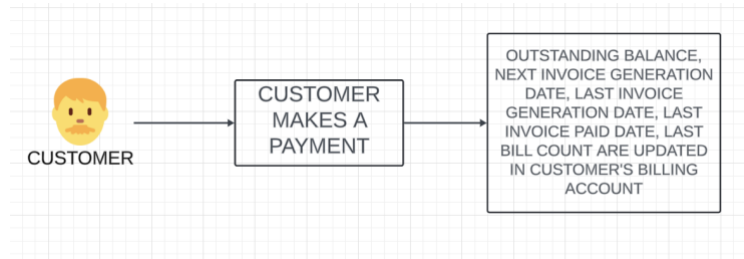 CUSTOMER
CUSTOMER
MAKES A
PAYMENT
OUTSTANDING BALANCE,
NEXT INVOICE GENERATION
DATE, LAST INVOICE
GENERATION DATE, LAST
INVOICE PAID DATE, LAST
BILL COUNT ARE UPDATED
IN CUSTOMER'S BILLING
ACCOUNT